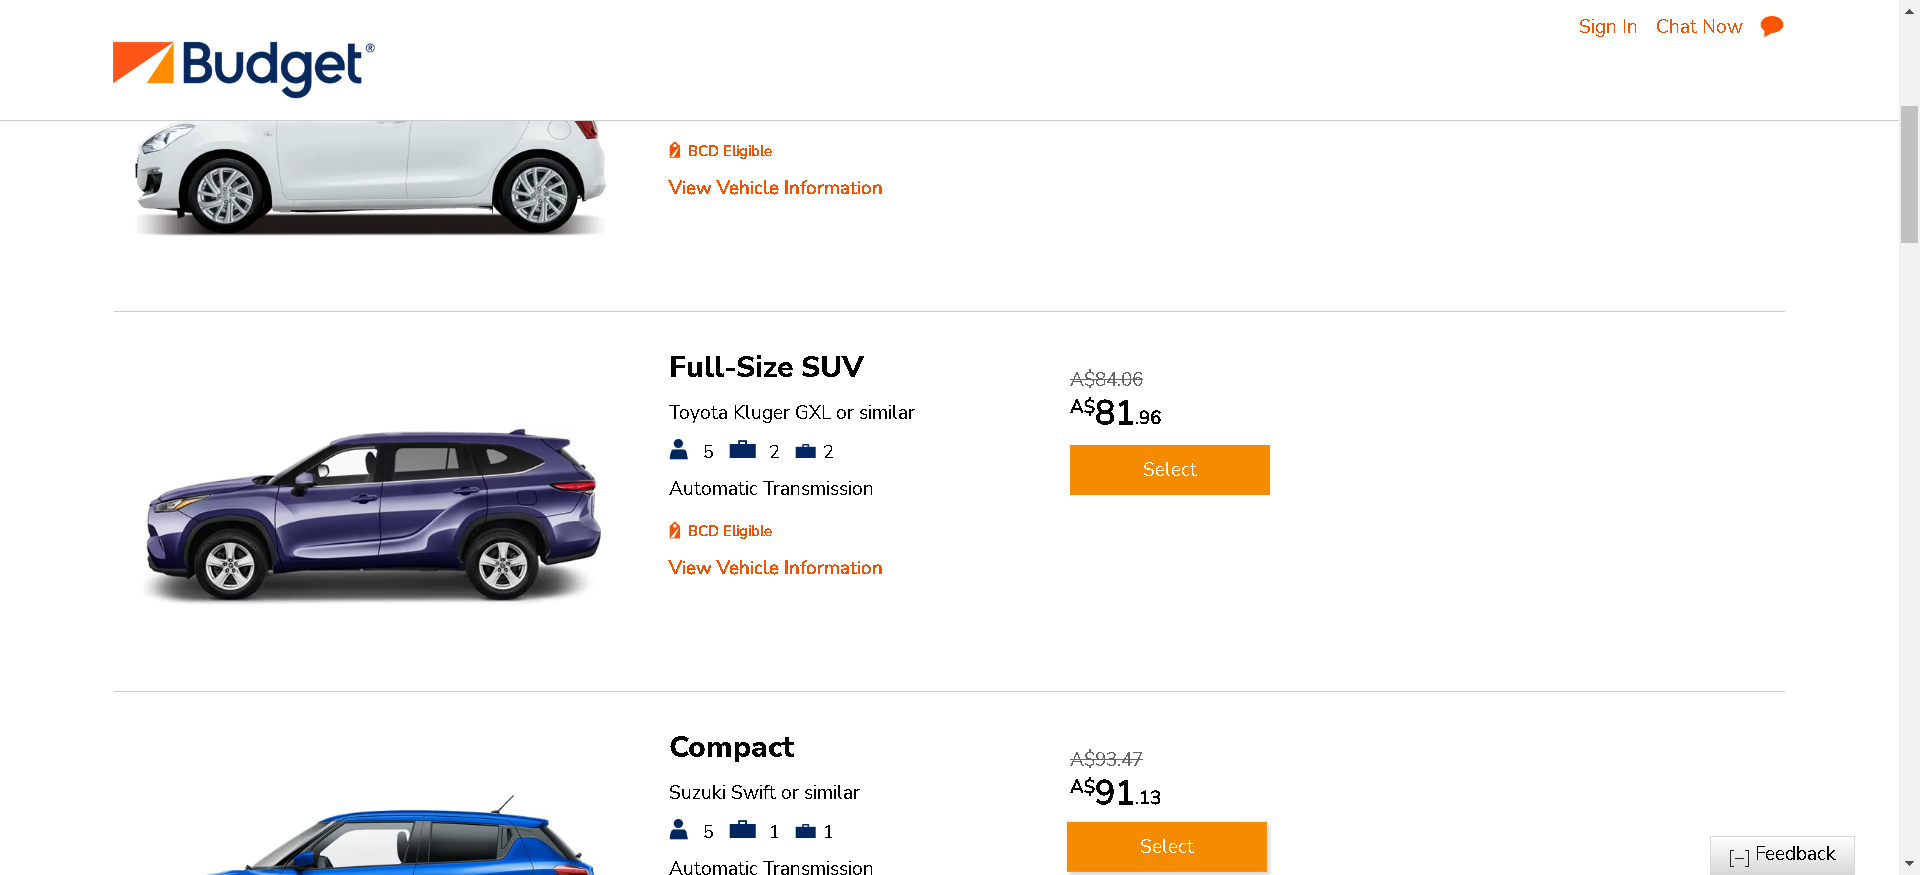 Budget®
Sign In
Chat Now
BCD Eligible
View Vehicle Information
Full-Size SUV
Toyota Kluger GXL or similar
5 2 2
Automatic Transmission
BCD Eligible
View Vehicle Information
A$84.06
A$81.96
Select
Compact
Suzuki Swift or similar
5 1 1
Automatic Transmission
A$93.47
A$91.13
Select
[–] Feedback